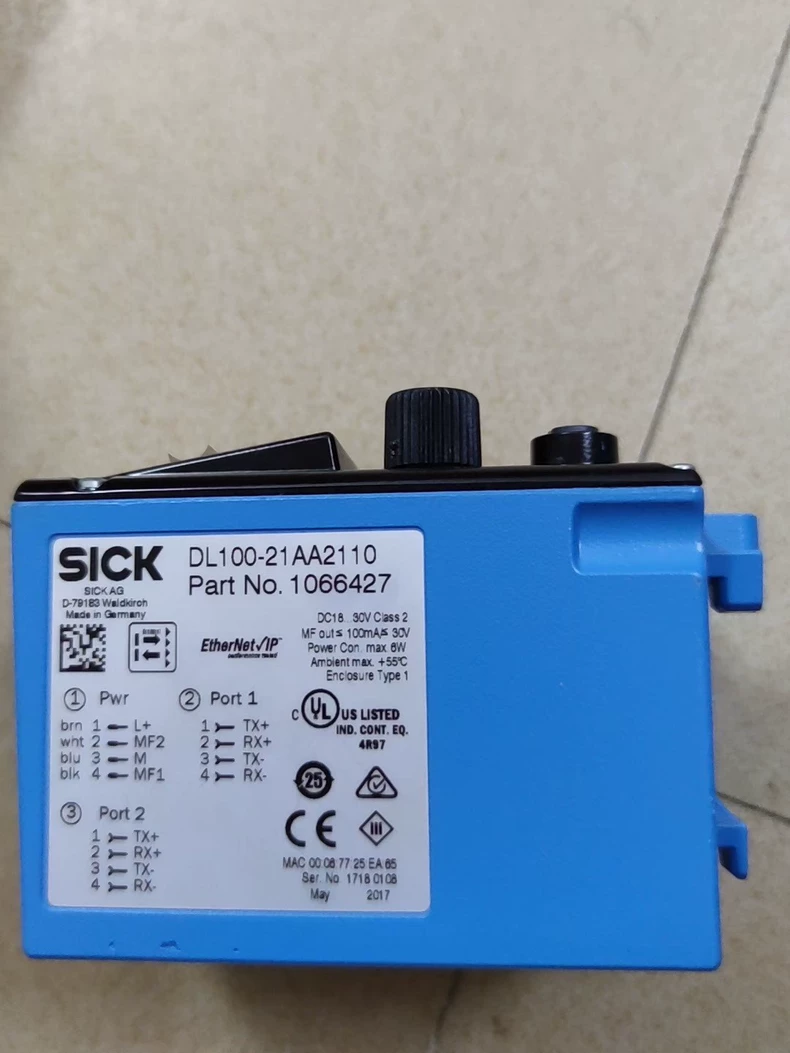 SICK
SICK AG
D-79183 Waldkirch
Made in Germany
DL100-21AA2110
Part No. 1066427
EtherNet/IP
DC18...30V Class 2
MF out ≤ 100mA/≤ 30V
Power Con. max. 6W
Ambient max. +55°C
Enclosure Type 1
1 Pwr
brn 1 L+
wht 2 MF2
blu 3 M
blk 4 MF1
2 Port 1
1 TX+
2 RX+
3 TX-
4 RX-
3 Port 2
1 TX+
2 RX+
3 TX-
4 RX-
C UL US LISTED
IND. CONT. EQ.
4R97
25
CE
MAC 00 06 77 25 EA 65
Ser. No. 1718 0108
May 2017